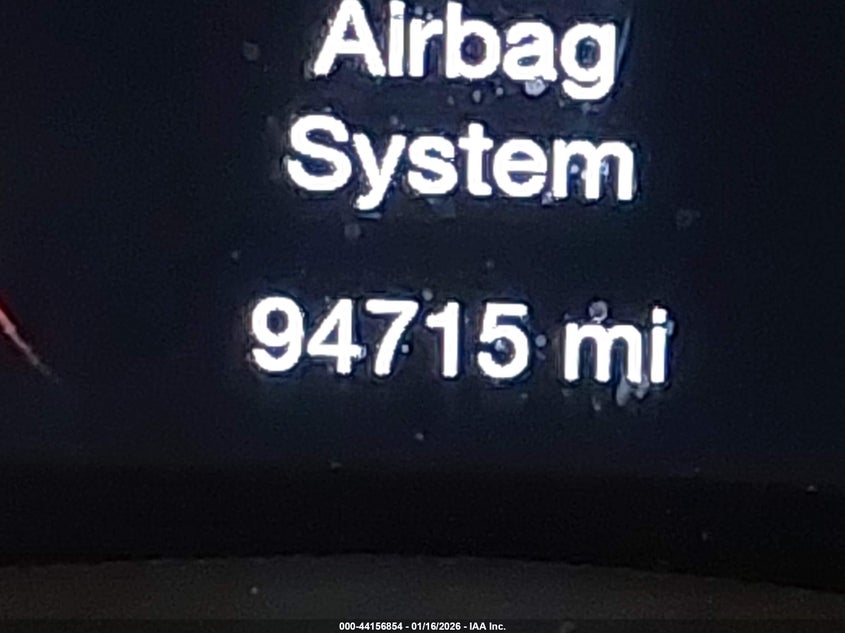 Airbag
System
94715 mi
000-44156854 - 01/16/2026 - IAA Inc.